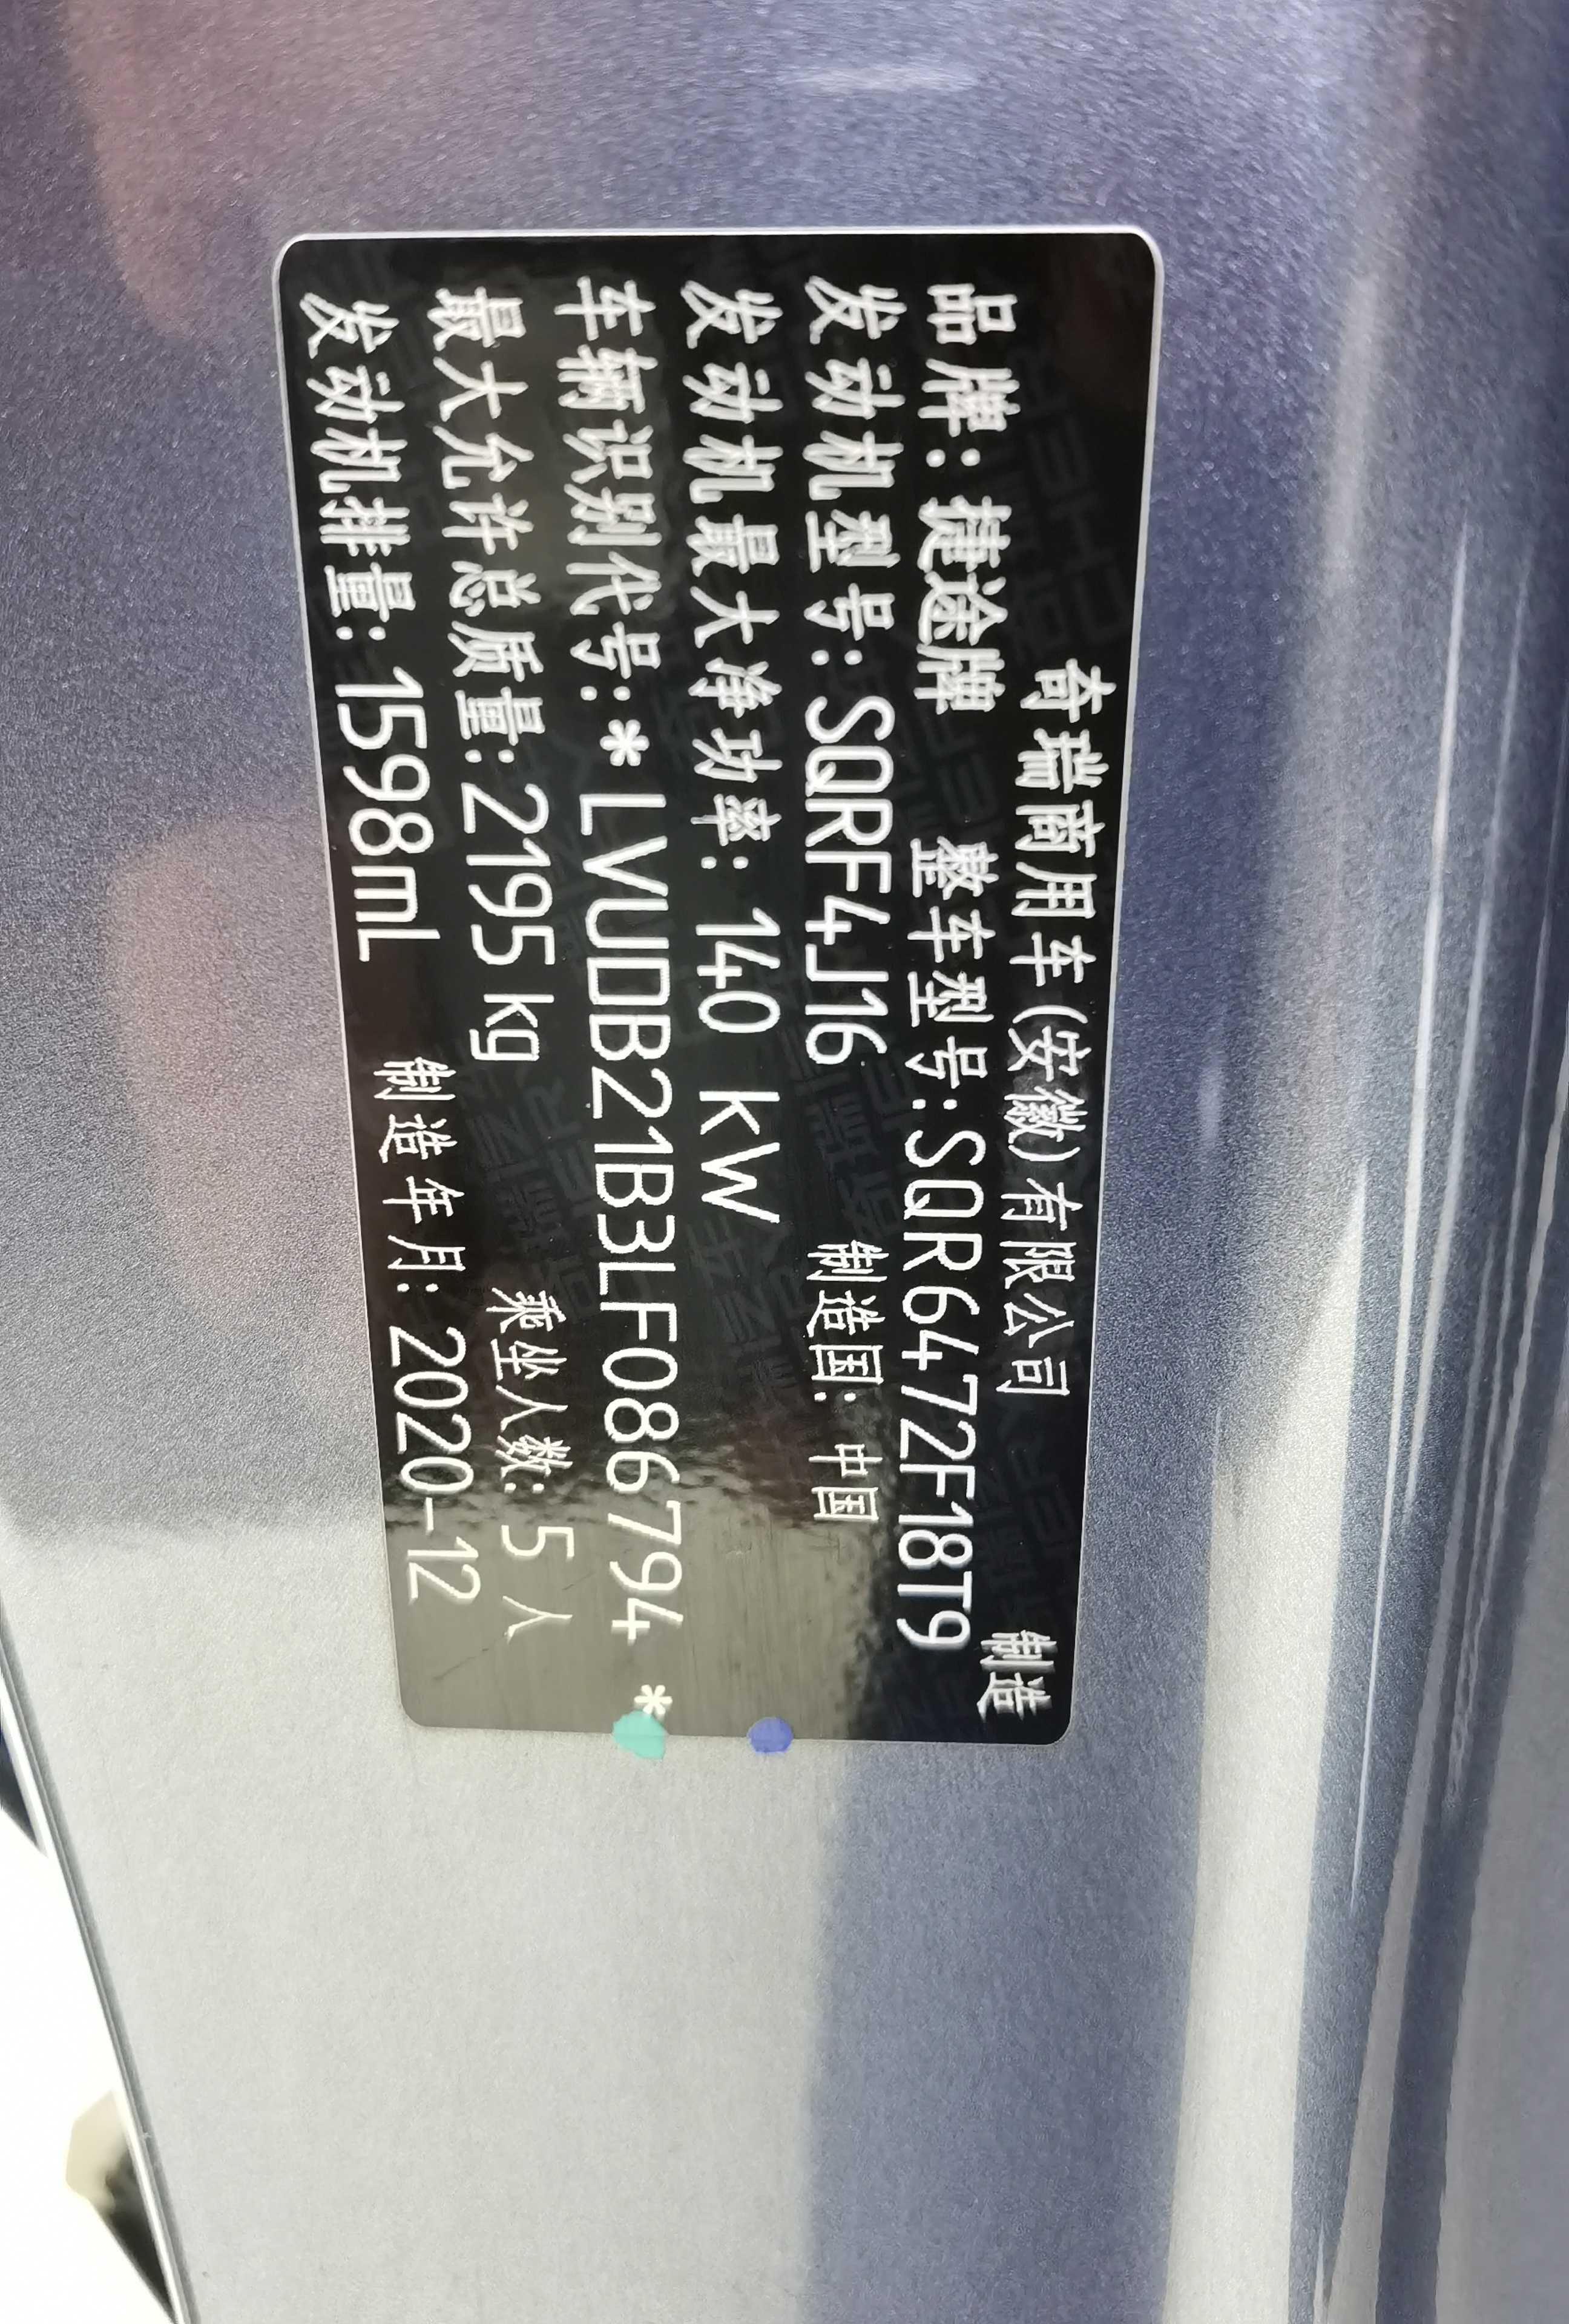 奇瑞商用车(安徽)有限公司 制造
品牌: 捷途牌 整车型号:SQR6472F18T9
发动机型号:SQRF4J16 制造国: 中国
发动机最大净功率: 140 kW
车辆识别代号:*LVUDB21B3LF086794 *
最大允许总质量:2195 kg 乘坐人数: 5 人
发动机排量:1598mL 制造年月: 2020-12